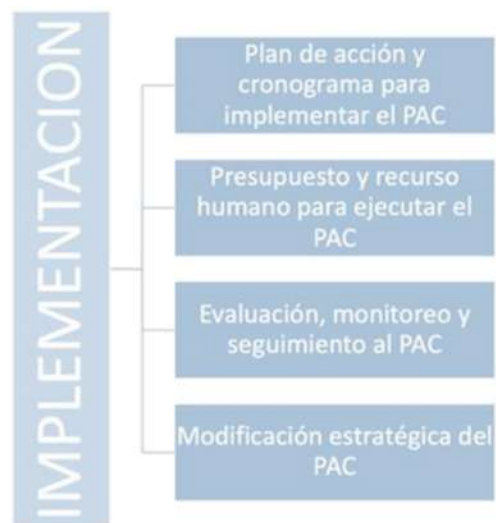 IMPLEMENTACION
Plan de acción y
cronograma para
implementar el PAC
Presupuesto y recurso
humano para ejecutar el
PAC
Evaluación, monitoreo y
seguimiento al PAC
Modificación estratégica del
PAC